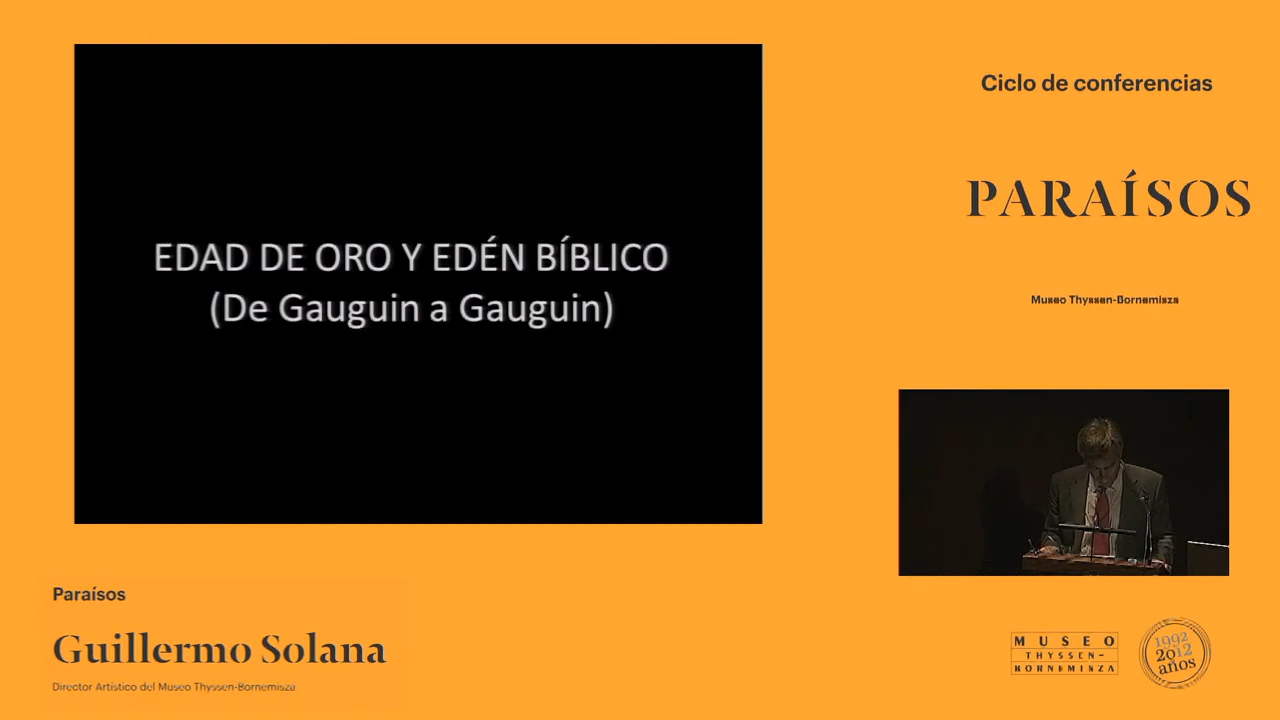 EDAD DE ORO Y EDÉN BÍBLICO
(De Gauguin a Gauguin)
Ciclo de conferencias
PARAÍSOS
Museo Thyssen-Bornemisza
Paraísos
Guillermo Solana
Director Artístico del Museo Thyssen-Bornemisza
MUSEO
THYSSEN-
BORNEMISZA
1992
2012
años